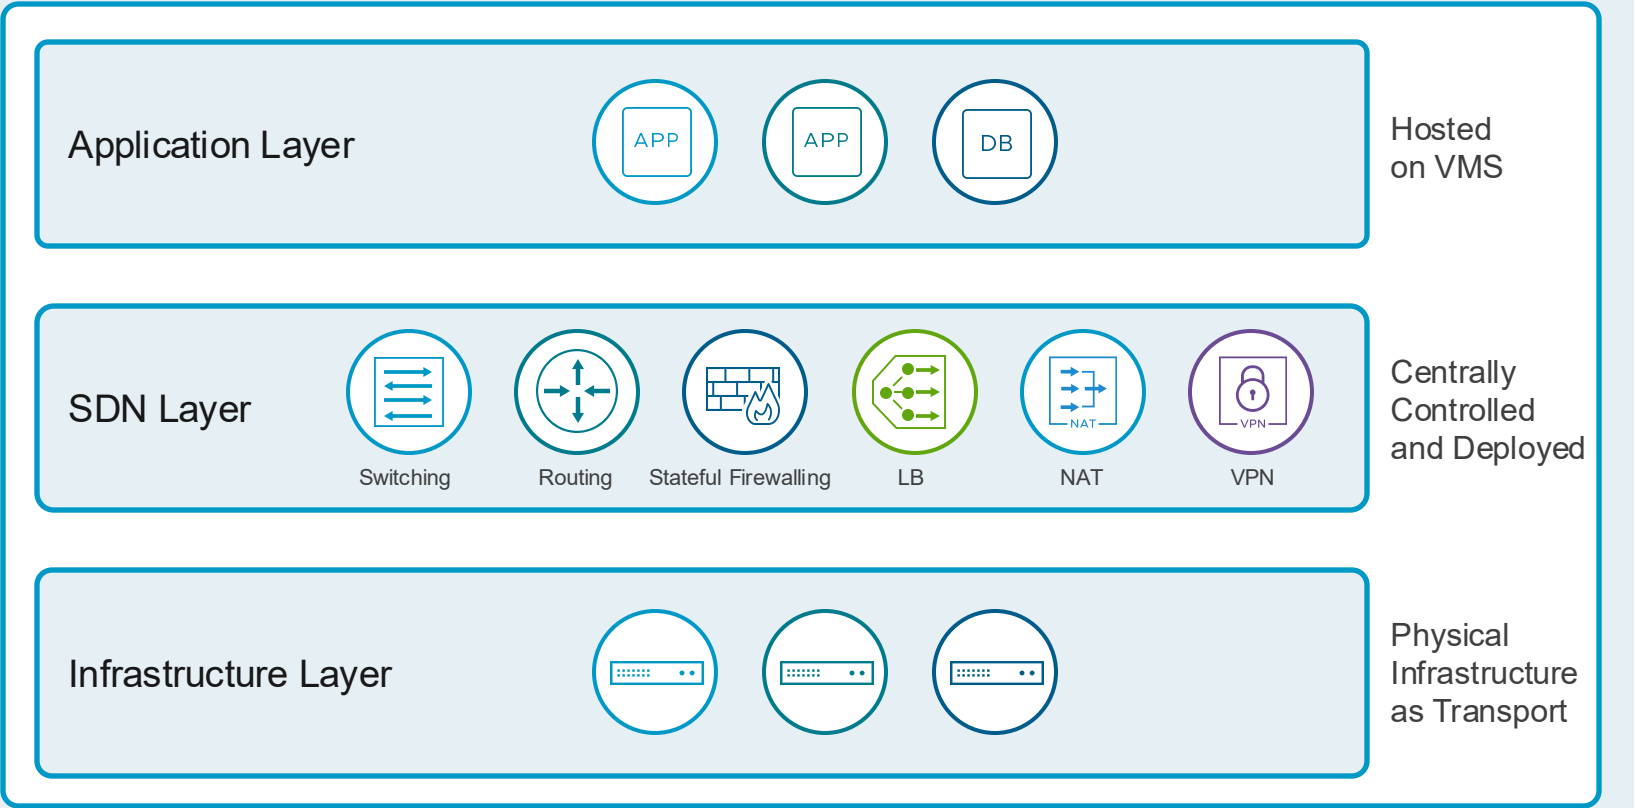 Application Layer
APP
APP
DB
Hosted
on VMS
SDN Layer
NAT
VPN
Switching
Routing
Stateful Firewalling
LB
NAT
VPN
Centrally
Controlled
and Deployed
Infrastructure Layer
Physical
Infrastructure
as Transport